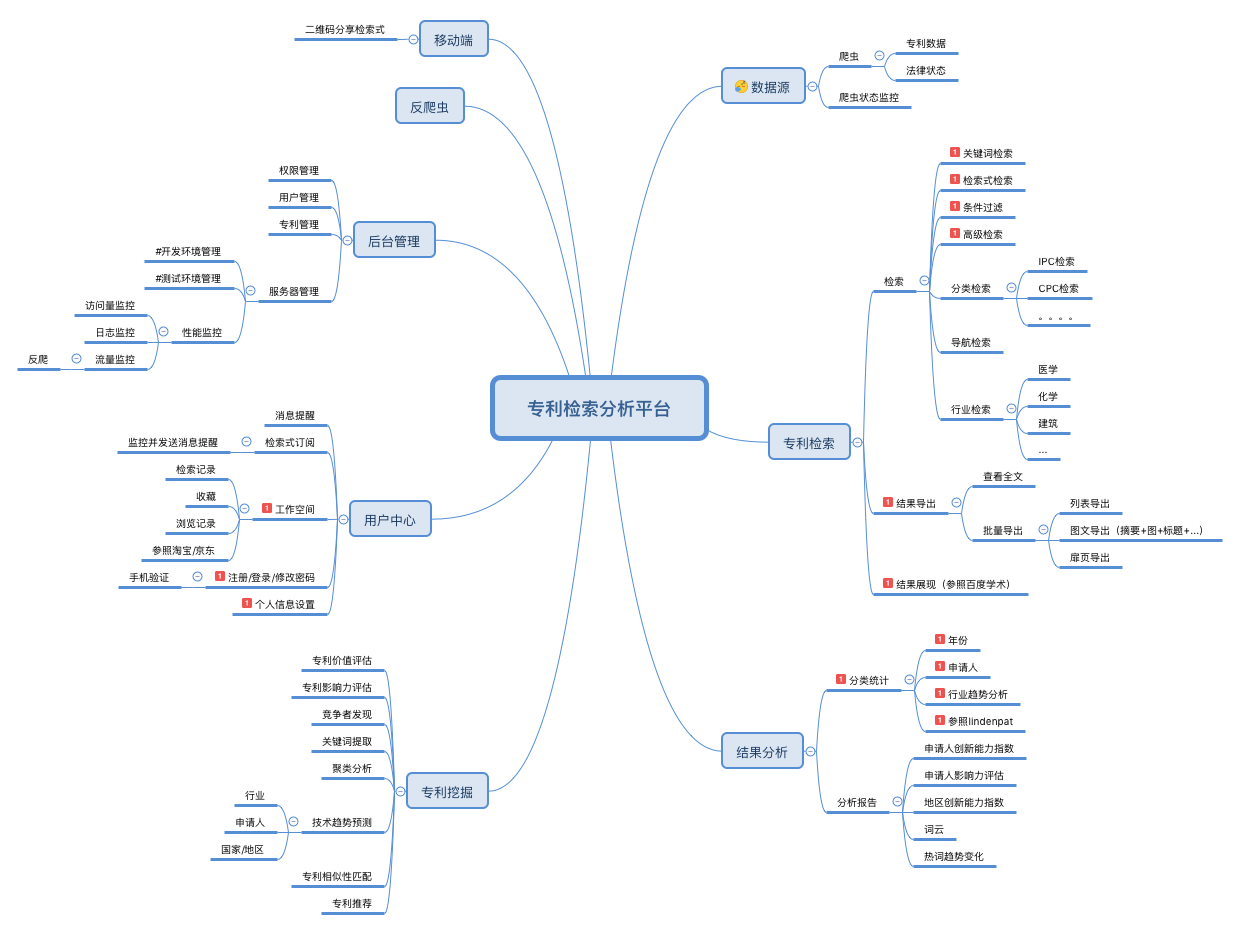 专利检索分析平台
移动端
二维码分享检索式
反爬虫
后台管理
权限管理
用户管理
专利管理
服务器管理
#开发环境管理
#测试环境管理
性能监控
访问量监控
日志监控
流量监控
反爬
用户中心
消息提醒
检索式订阅
监控并发送消息提醒
1 工作空间
检索记录
收藏
浏览记录
参照淘宝/京东
1 注册/登录/修改密码
手机验证
1 个人信息设置
专利挖掘
专利价值评估
专利影响力评估
竞争者发现
关键词提取
聚类分析
技术趋势预测
行业
申请人
国家/地区
专利相似性匹配
专利推荐
数据源
爬虫
专利数据
法律状态
爬虫状态监控
专利检索
检索
1 关键词检索
1 检索式检索
1 条件过滤
1 高级检索
分类检索
IPC检索
CPC检索
。。。。
导航检索
行业检索
医学
化学
建筑
...
1 结果导出
查看全文
批量导出
列表导出
图文导出（摘要+图+标题+...）
扉页导出
1 结果展现（参照百度学术）
结果分析
1 分类统计
1 年份
1 申请人
1 行业趋势分析
1 参照lindenpat
分析报告
申请人创新能力指数
申请人影响力评估
地区创新能力指数
词云
热词趋势变化